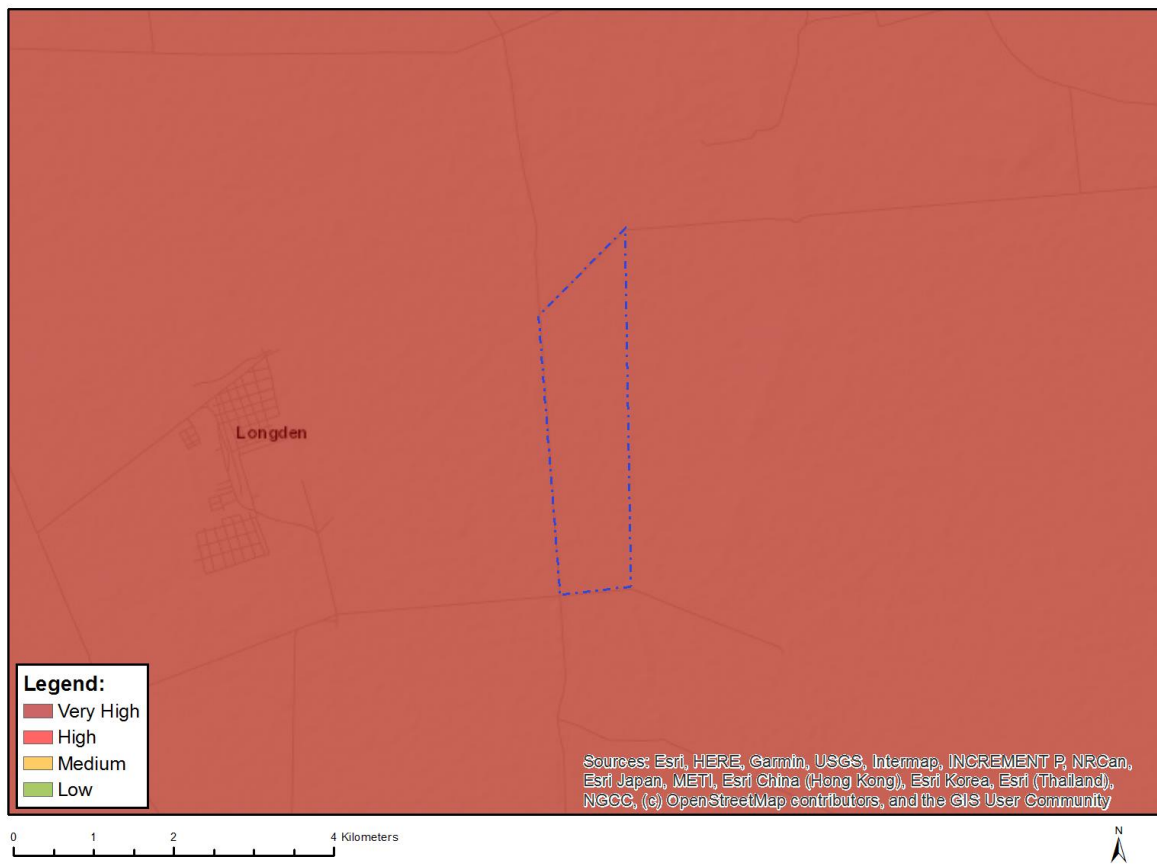 Longden
Legend:
Very High
High
Medium
Low
Sources: Esri, HERE, Garmin, USGS, Intermap, INCREMENT P, NRCan,
Esri Japan, METI, Esri China (Hong Kong), Esri Korea, Esri (Thailand),
NGCC, (c) OpenStreetMap contributors, and the GIS User Community
0 1 2 4 Kilometers
N